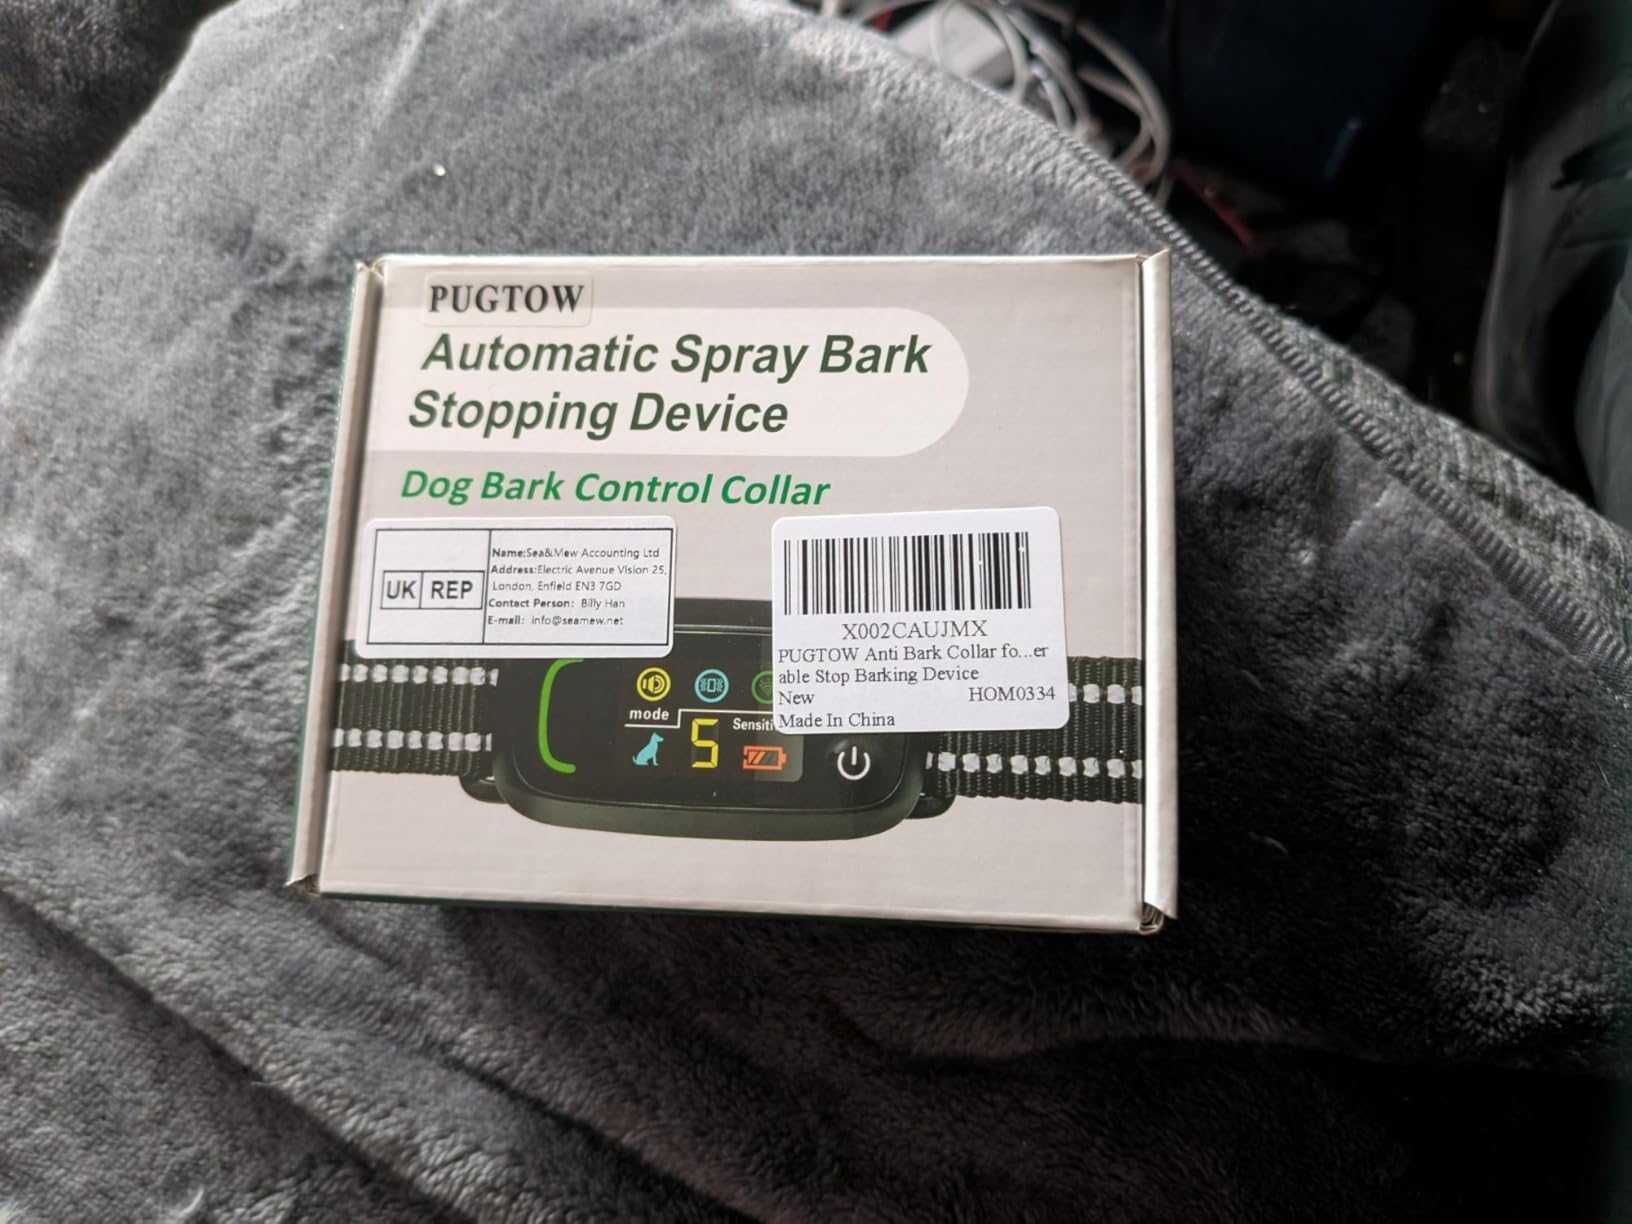 PUGTOW
Automatic Spray Bark
Stopping Device
Dog Bark Control Collar
UK REP
Name:Sea&Mew Accounting Ltd
Address:Electric Avenue Vision 25,
London, Enfield EN3 7GD
Contact Person: Billy Han
E-mail: info@seamew.net
X002CAUJMX
PUGTOW Anti Bark Collar fo...er
able Stop Barking Device
New HOM0334
Made In China
mode
Sensiti
5